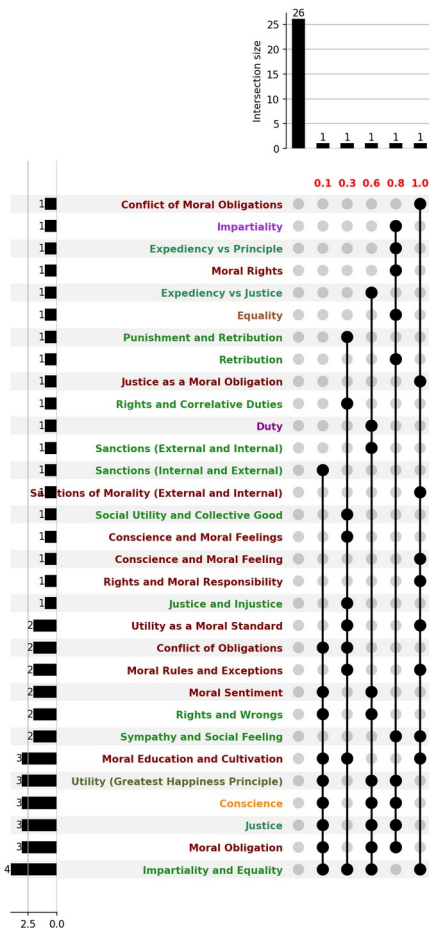 26
25
20
15
10
5
0
Intersection size
1 1 1 1 1
0.1 0.3 0.6 0.8 1.0
1 Conflict of Moral Obligations
1 Impartiality
1 Expediency vs Principle
1 Moral Rights
1 Expediency vs Justice
1 Equality
1 Punishment and Retribution
1 Retribution
1 Justice as a Moral Obligation
1 Rights and Correlative Duties
1 Duty
1 Sanctions (External and Internal)
1 Sanctions (Internal and External)
1 Sanctions of Morality (External and Internal)
1 Social Utility and Collective Good
1 Conscience and Moral Feelings
1 Conscience and Moral Feeling
1 Rights and Moral Responsibility
1 Justice and Injustice
2 Utility as a Moral Standard
2 Conflict of Obligations
2 Moral Rules and Exceptions
2 Moral Sentiment
2 Rights and Wrongs
2 Sympathy and Social Feeling
3 Moral Education and Cultivation
3 Utility (Greatest Happiness Principle)
3 Conscience
3 Justice
3 Moral Obligation
4 Impartiality and Equality
2.5 0.0